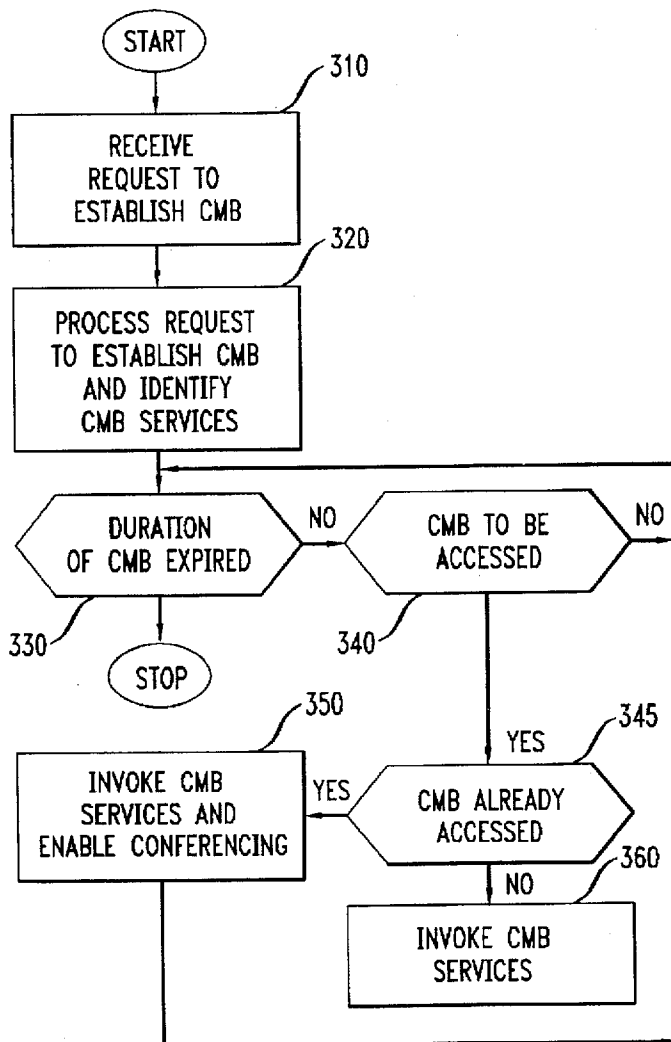 START
310
RECEIVE
REQUEST TO
ESTABLISH CMB
320
PROCESS REQUEST
TO ESTABLISH CMB
AND IDENTIFY
CMB SERVICES
DURATION
OF CMB EXPIRED
NO
CMB TO BE
ACCESSED
NO
330
340
STOP
350
YES
345
INVOKE CMB
SERVICES AND
ENABLE CONFERENCING
YES
CMB ALREADY
ACCESSED
NO
360
INVOKE CMB
SERVICES